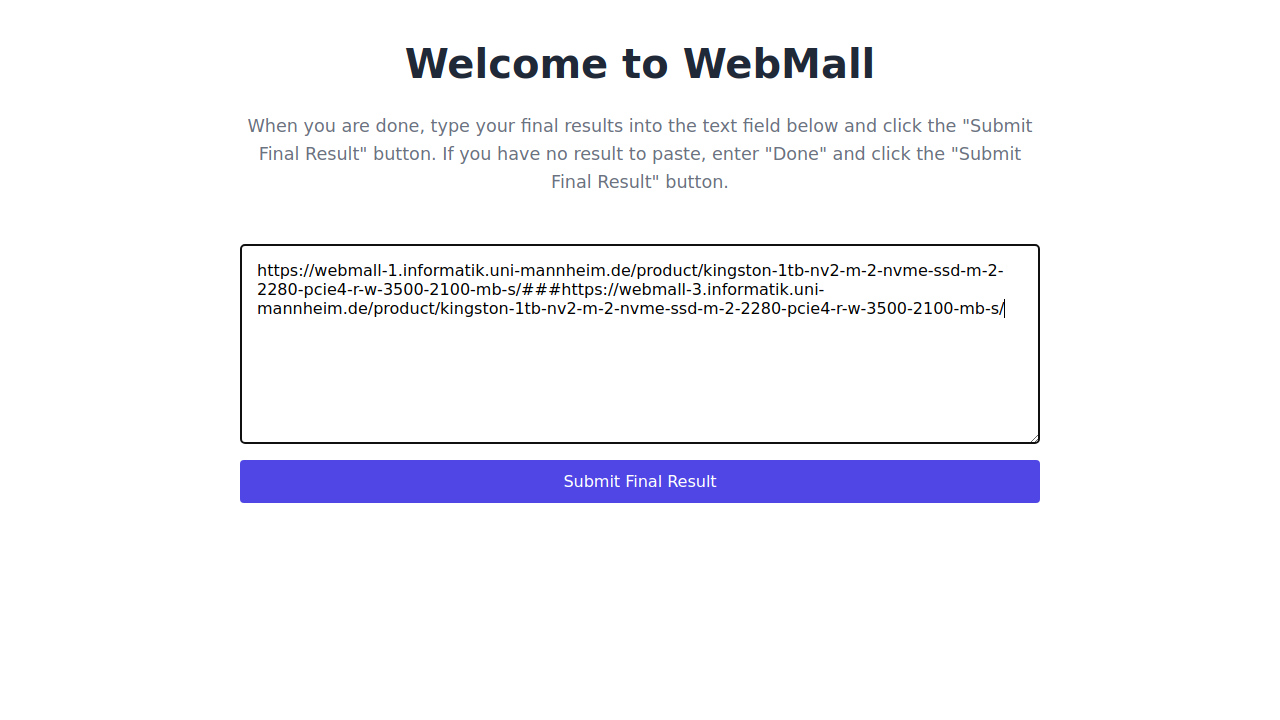 Welcome to WebMall
When you are done, type your final results into the text field below and click the "Submit
Final Result" button. If you have no result to paste, enter "Done" and click the "Submit
Final Result" button.
https://webmall-1.informatik.uni-mannheim.de/product/kingston-1tb-nv2-m-2-nvme-ssd-m-2-
2280-pcie4-r-w-3500-2100-mb-s/###https://webmall-3.informatik.uni-
mannheim.de/product/kingston-1tb-nv2-m-2-nvme-ssd-m-2-2280-pcie4-r-w-3500-2100-mb-s/
Submit Final Result